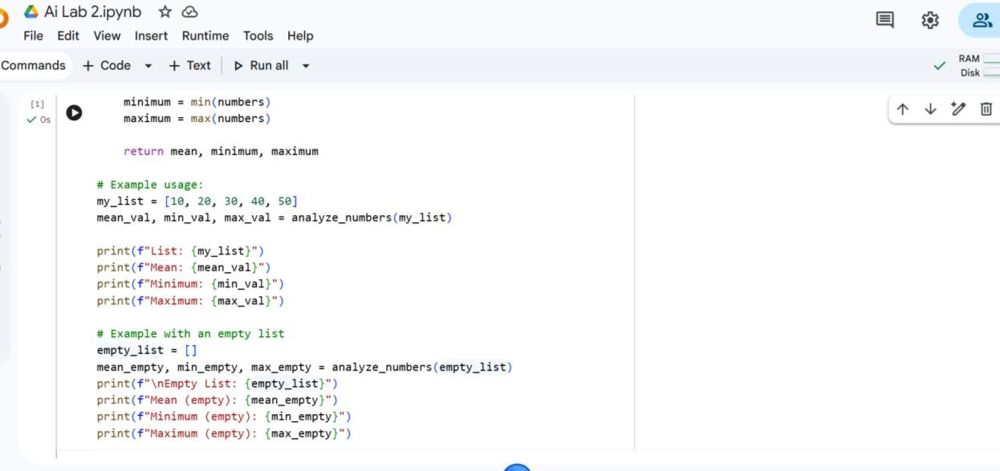 Ai Lab 2.ipynb
File Edit View Insert Runtime Tools Help
Commands + Code + Text Run all
RAM
Disk
[1]
0s
minimum = min(numbers)
maximum = max(numbers)
return mean, minimum, maximum
# Example usage:
my_list = [10, 20, 30, 40, 50]
mean_val, min_val, max_val = analyze_numbers(my_list)
print(f"List: {my_list}")
print(f"Mean: {mean_val}")
print(f"Minimum: {min_val}")
print(f"Maximum: {max_val}")
# Example with an empty list
empty_list = []
mean_empty, min_empty, max_empty = analyze_numbers(empty_list)
print(f"\nEmpty List: {empty_list}")
print(f"Mean (empty): {mean_empty}")
print(f"Minimum (empty): {min_empty}")
print(f"Maximum (empty): {max_empty}")